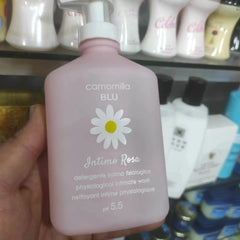 camomilla
BLU
Intimo Rosa
detergente intimo fisiologico
physiological intimate wash
nettoyant intime physiologique
pH 5.5